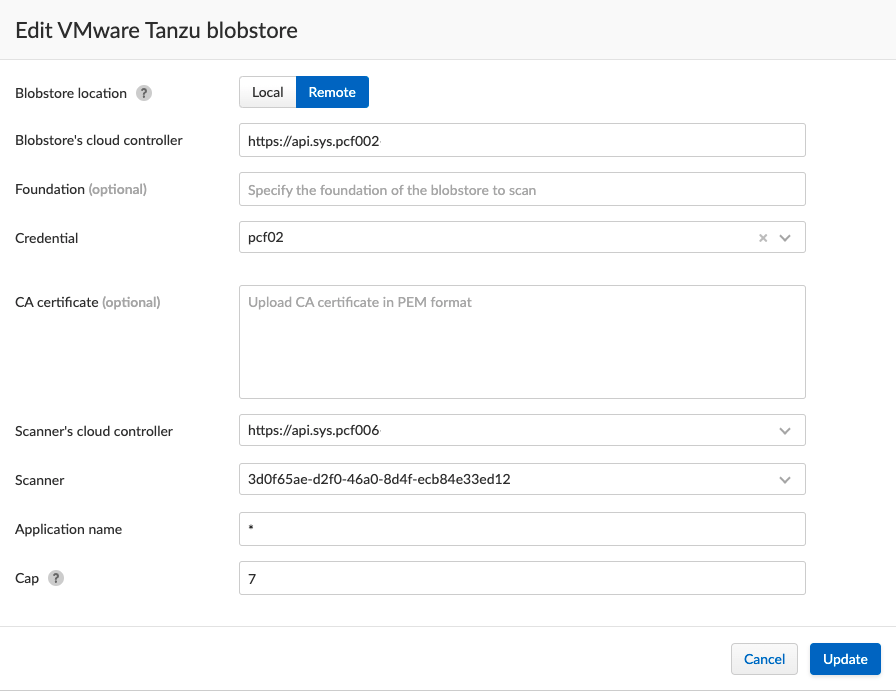 Edit VMware Tanzu blobstore
Blobstore location ? Local Remote
Blobstore's cloud controller https://api.sys.pcf002
Foundation (optional) Specify the foundation of the blobstore to scan
Credential pcf02 ×
CA certificate (optional) Upload CA certificate in PEM format
Scanner's cloud controller https://api.sys.pcf006
Scanner 3d0f65ae-d2f0-46a0-8d4f-ecb84e33ed12
Application name *
Cap ? 7
Cancel Update